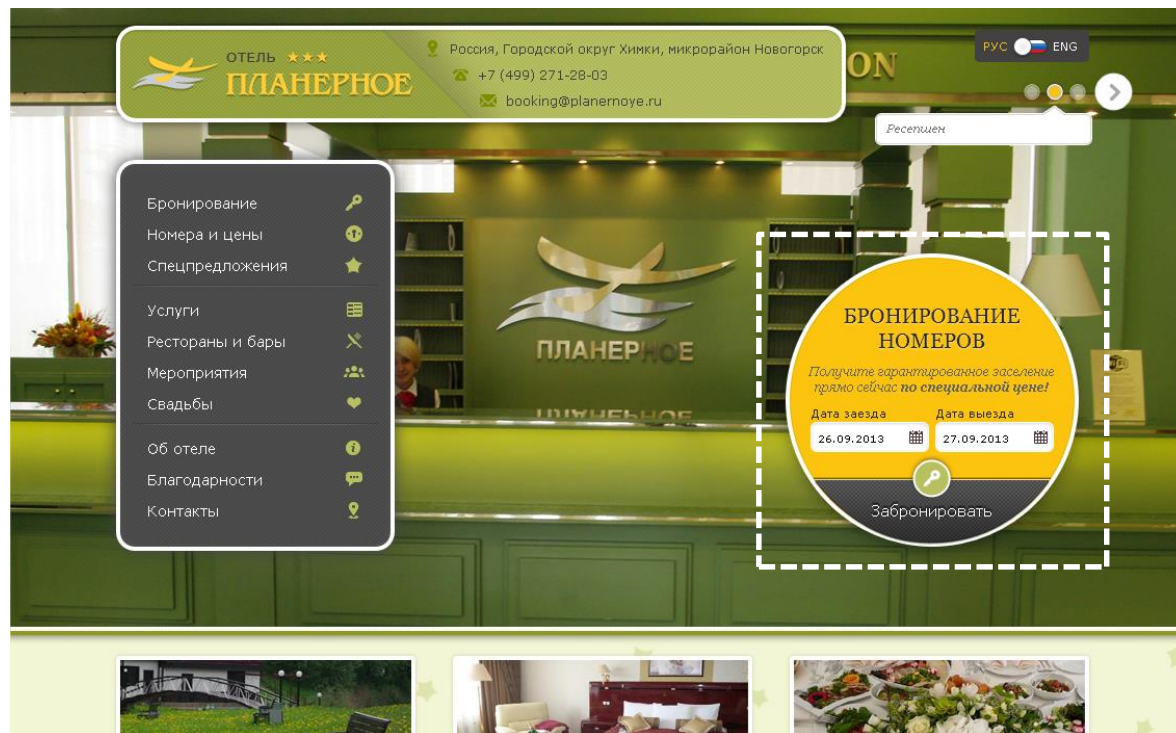 ОТЕЛЬ ★★★
ПЛАНЕРНОЕ
Россия, Городской округ Химки, микрорайон Новогорск
+7 (499) 271-28-03
booking@planernoye.ru
ON
РУС ENG
Ресепшен
Бронирование
Номера и цены
Спецпредложения
Услуги
Рестораны и бары
Мероприятия
Свадьбы
Об отеле
Благодарности
Контакты
ПЛАНЕРНОЕ
БРОНИРОВАНИЕ
НОМЕРОВ
Получите гарантированное заселение
прямо сейчас по специальной цене!
Дата заезда Дата выезда
26.09.2013 27.09.2013
Забронировать